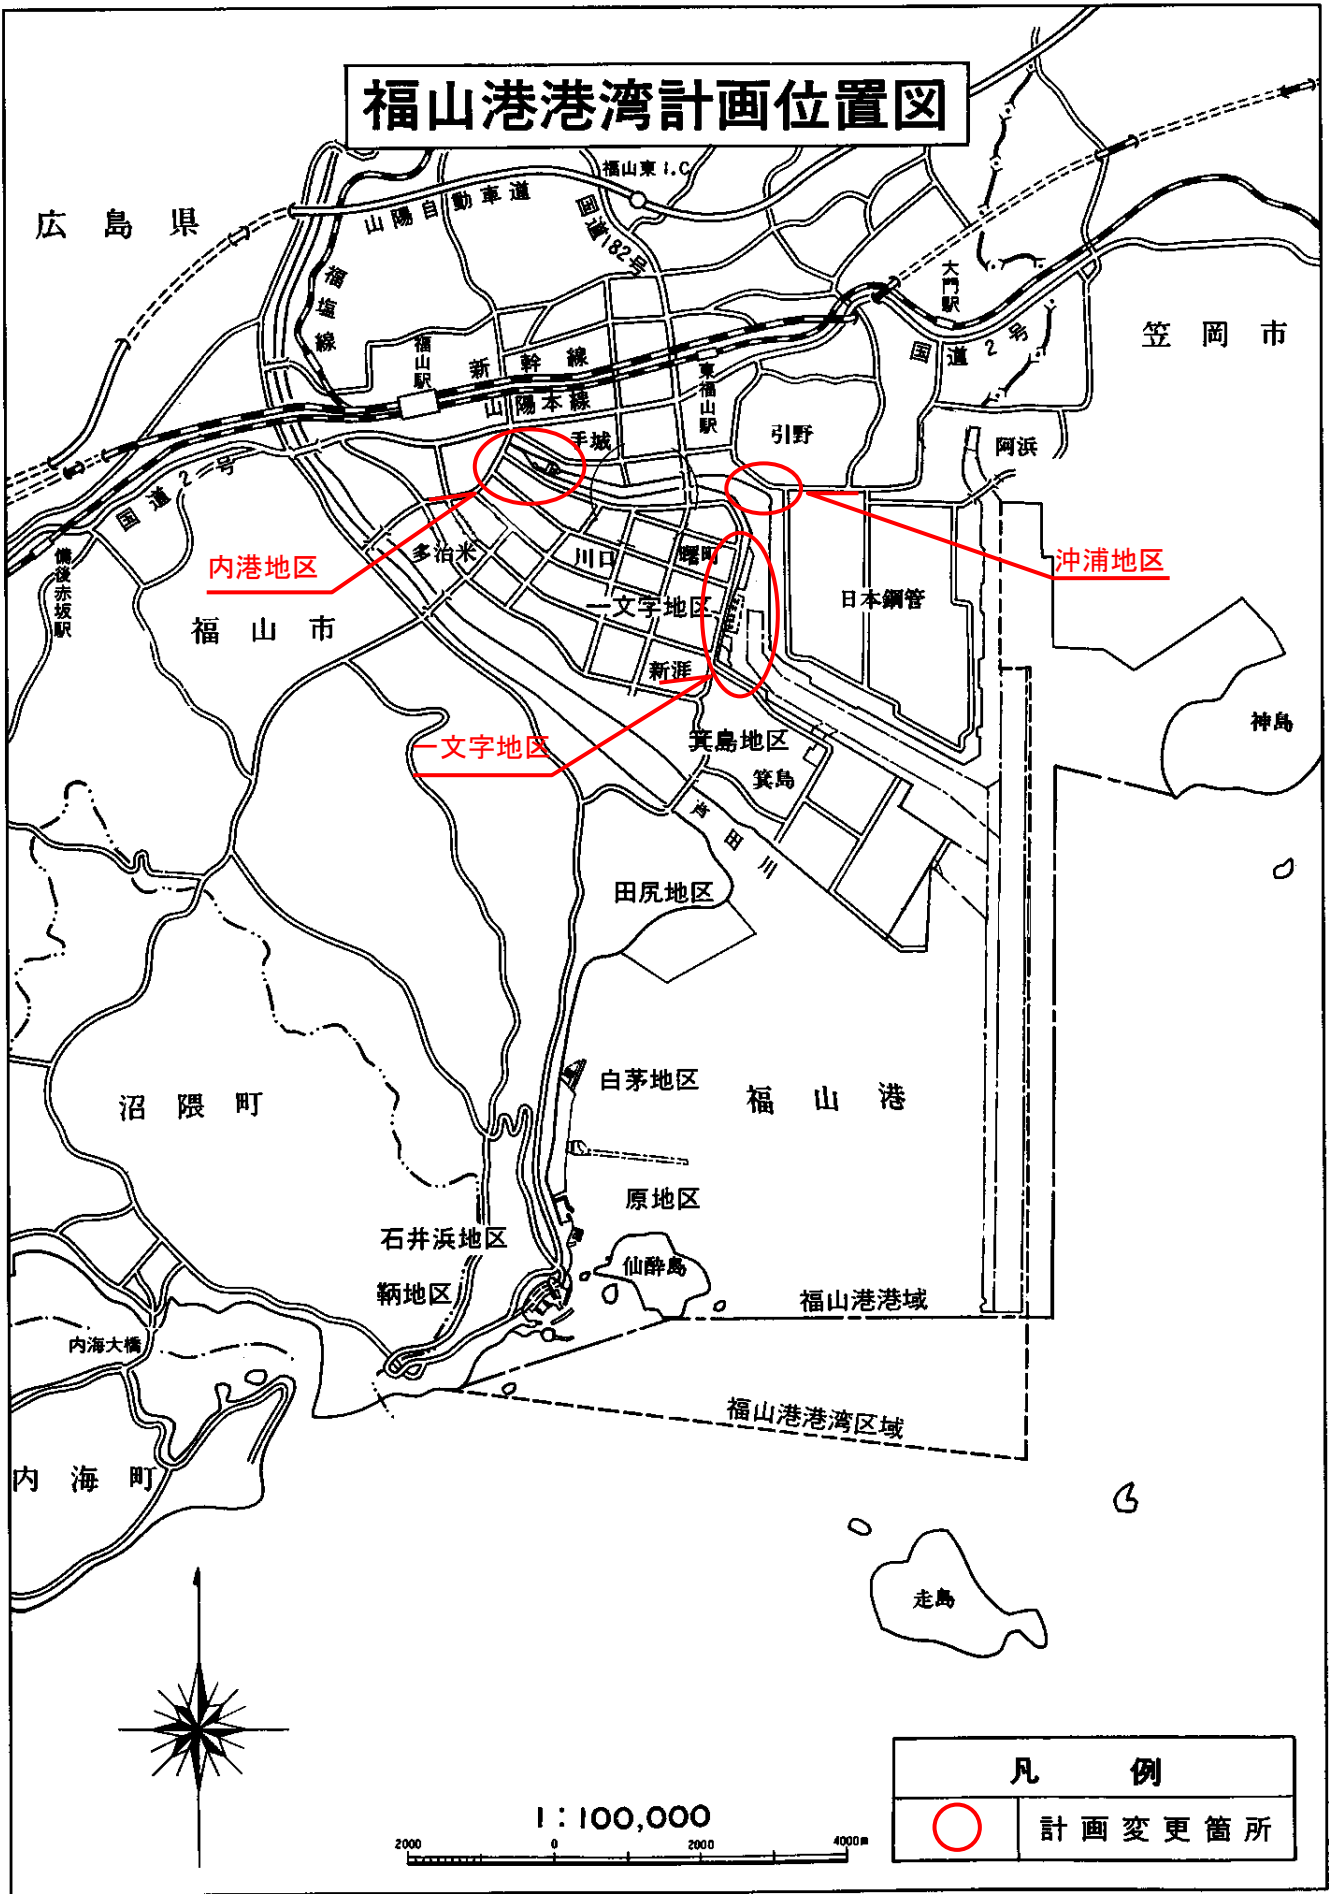 福山港港湾計画位置図
福山東I.C
広島県
山陽自動車道
国道182号
福塩線
大門駅
笠岡市
福山駅
新幹線
国道2号
東福山駅
山陽本線
手城
引野
阿浜
国道2号
多治米
川口
曙町
内港地区
沖浦地区
備後赤坂駅
日本鋼管
一文字地区
福山市
新涯
神島
箕島地区
一文字地区
箕島
芦田川
田尻地区
白茅地区
福山港
沼隈町
原地区
石井浜地区
仙酔島
鞆地区
福山港港域
内海大橋
福山港港湾区域
内海町
走島
凡例
計画変更箇所
1:100,000
2000 0 2000 4000m